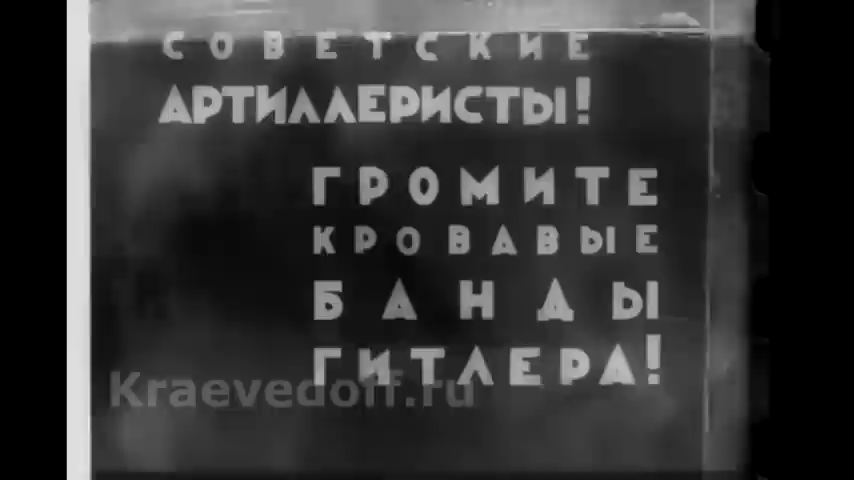 СОВЕТСКИЕ
АРТИЛЛЕРИСТЫ!
ГРОМИТЕ
КРОВАВЫЕ
БАНДЫ
ГИТЛЕРА!
Kraevedoff.ru